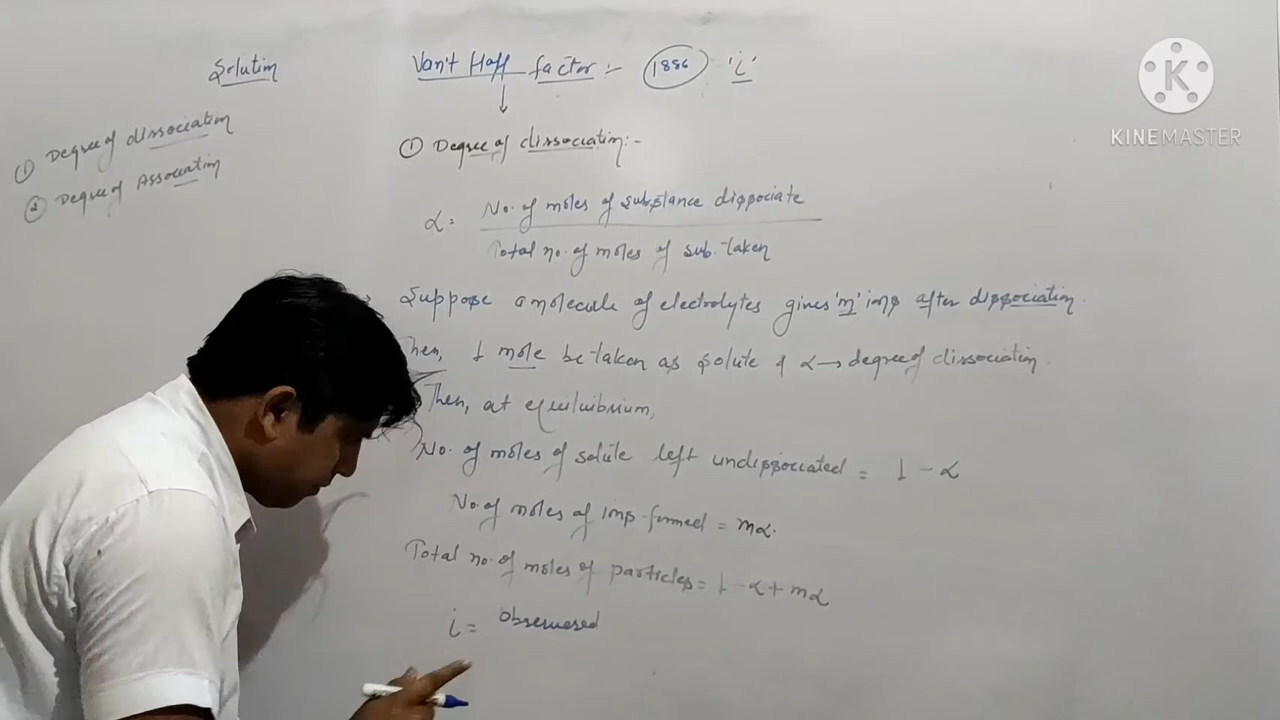 Solution
① Degree of dissociation
② Degree of Association
Van't Hoff factor :- 1886 'i'
① Degree of dissociation:-
α = No. of moles of substance dissociate
Total no. of moles of sub. taken
Suppose a molecule of electrolytes gives 'm' ions after dissociation.
Then, 1 mole be taken as solute & α → degree of dissociation.
Then, at equiluibrium,
No. of moles of solute left undissociated = 1 - α
No. of moles of ions formed = mα.
Total no. of moles of particles = 1 - α + mα
i = Obsereved
K
KINEMASTER